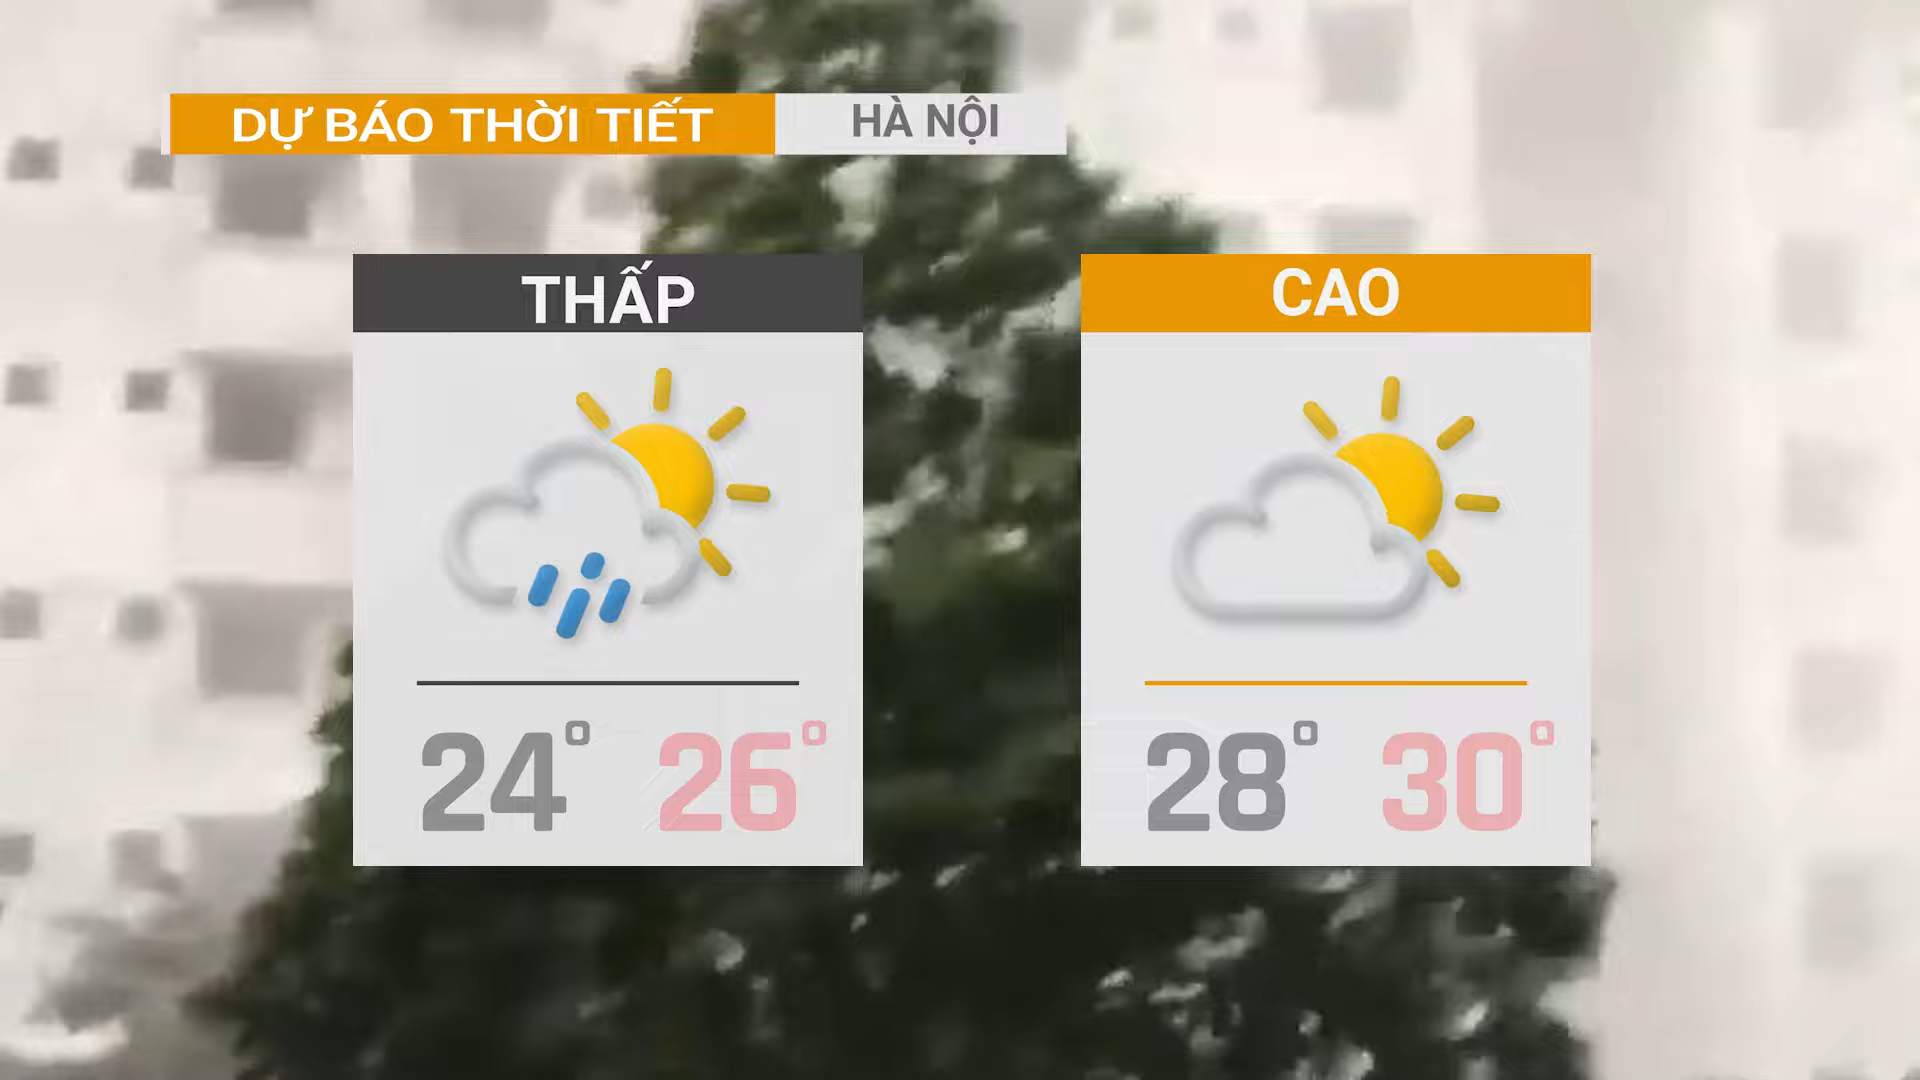 DỰ BÁO THỜI TIẾT HÀ NỘI
THẤP
24° 26°
CAO
28° 30°